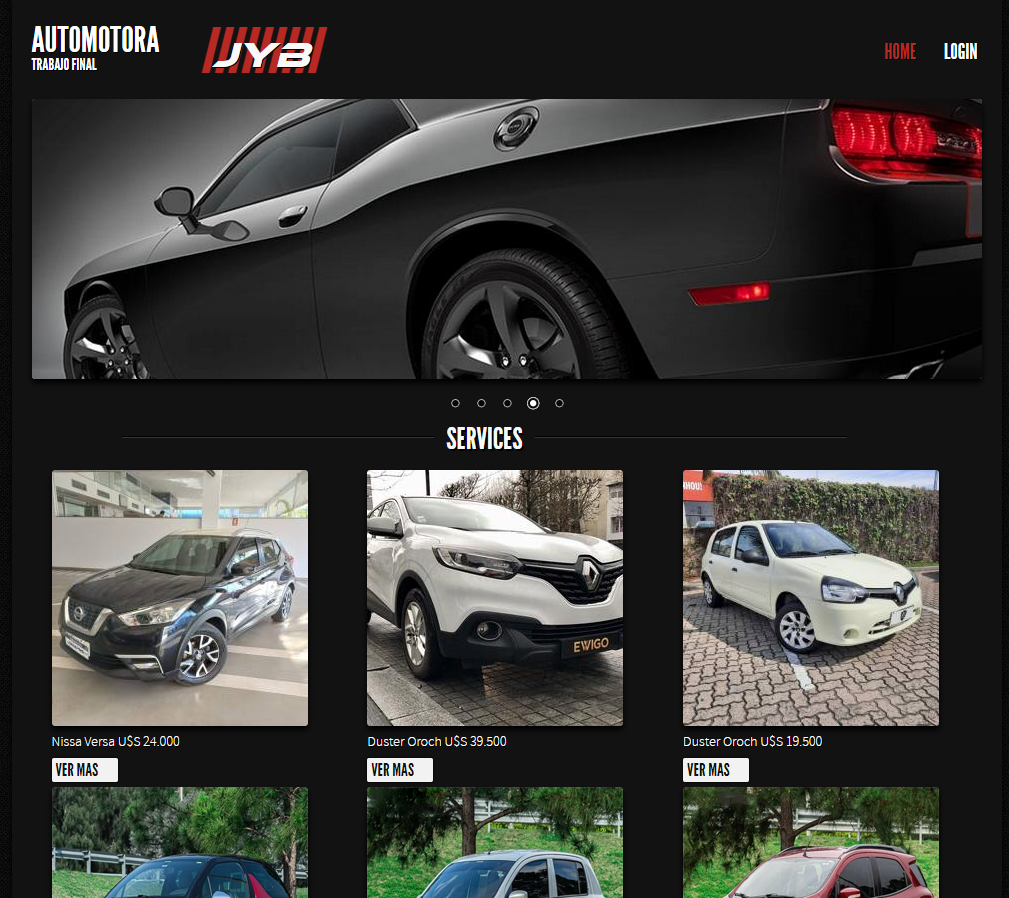 AUTOMOTORA
TRABAJO FINAL
JYB
HOME
LOGIN
SERVICES
NHOU!
EWIGO
Nissa Versa U$S 24.000
Duster Oroch U$S 39.500
Duster Oroch U$S 19.500
VER MAS
VER MAS
VER MAS